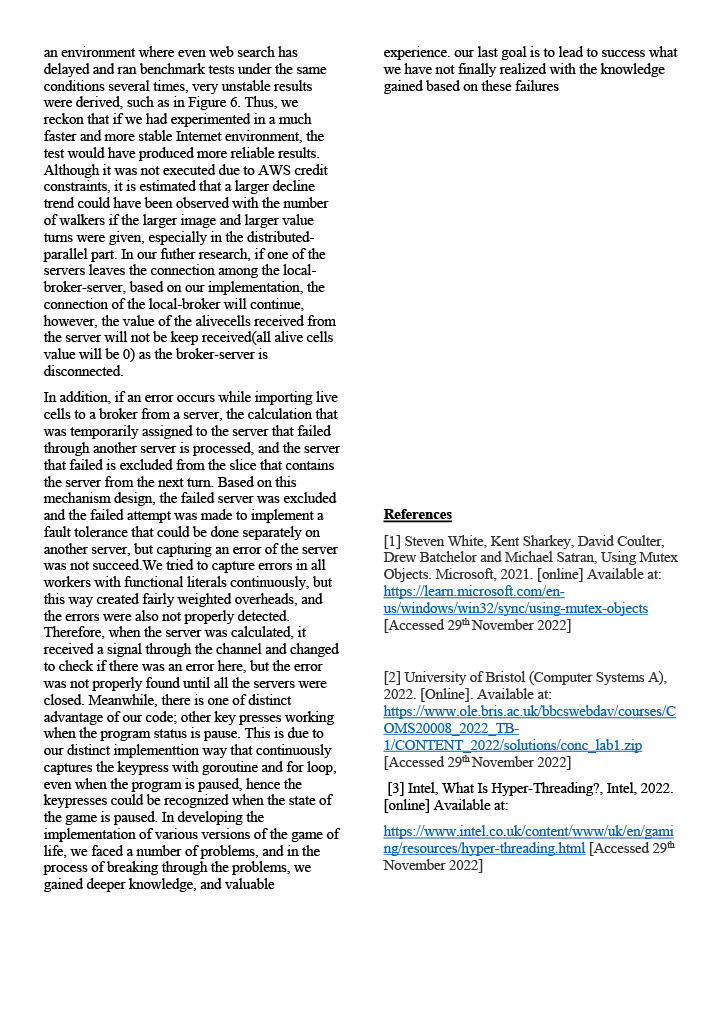 an environment where even web search has
delayed and ran benchmark tests under the same
conditions several times, very unstable results
were derived, such as in Figure 6. Thus, we
reckon that if we had experimented in a much
faster and more stable Internet environment, the
test would have produced more reliable results.
Although it was not executed due to AWS credit
constraints, it is estimated that a larger decline
trend could have been observed with the number
of walkers if the larger image and larger value
turns were given, especially in the distributed-
parallel part. In our futher research, if one of the
servers leaves the connection among the local-
broker-server, based on our implementation, the
connection of the local-broker will continue,
however, the value of the alivecells received from
the server will not be keep received(all alive cells
value will be 0) as the broker-server is
disconnected.
In addition, if an error occurs while importing live
cells to a broker from a server, the calculation that
was temporarily assigned to the server that failed
through another server is processed, and the server
that failed is excluded from the slice that contains
the server from the next turn. Based on this
mechanism design, the failed server was excluded
and the failed attempt was made to implement a
fault tolerance that could be done separately on
another server, but capturing an error of the server
was not succeed.We tried to capture errors in all
workers with functional literals continuously, but
this way created fairly weighted overheads, and
the errors were also not properly detected.
Therefore, when the server was calculated, it
received a signal through the channel and changed
to check if there was an error here, but the error
was not properly found until all the servers were
closed. Meanwhile, there is one of distinct
advantage of our code; other key presses working
when the program status is pause. This is due to
our distinct implementtion way that continuously
captures the keypress with goroutine and for loop,
even when the program is paused, hence the
keypresses could be recognized when the state of
the game is paused. In developing the
implementation of various versions of the game of
life, we faced a number of problems, and in the
process of breaking through the problems, we
gained deeper knowledge, and valuable
experience. our last goal is to lead to success what
we have not finally realized with the knowledge
gained based on these failures
References
[1] Steven White, Kent Sharkey, David Coulter,
Drew Batchelor and Michael Satran, Using Mutex
Objects. Microsoft, 2021. [online] Available at:
https://learn.microsoft.com/en-
us/windows/win32/sync/using-mutex-objects
[Accessed 29th November 2022]
[2] University of Bristol (Computer Systems A),
2022. [Online]. Available at:
https://www.ole.bris.ac.uk/bbcswebdav/courses/C
OMS20008_2022_TB-
1/CONTENT_2022/solutions/conc_lab1.zip
[Accessed 29th November 2022]
[3] Intel, What Is Hyper-Threading?, Intel, 2022.
[online] Available at:
https://www.intel.co.uk/content/www/uk/en/gami
ng/resources/hyper-threading.html [Accessed 29th
November 2022]